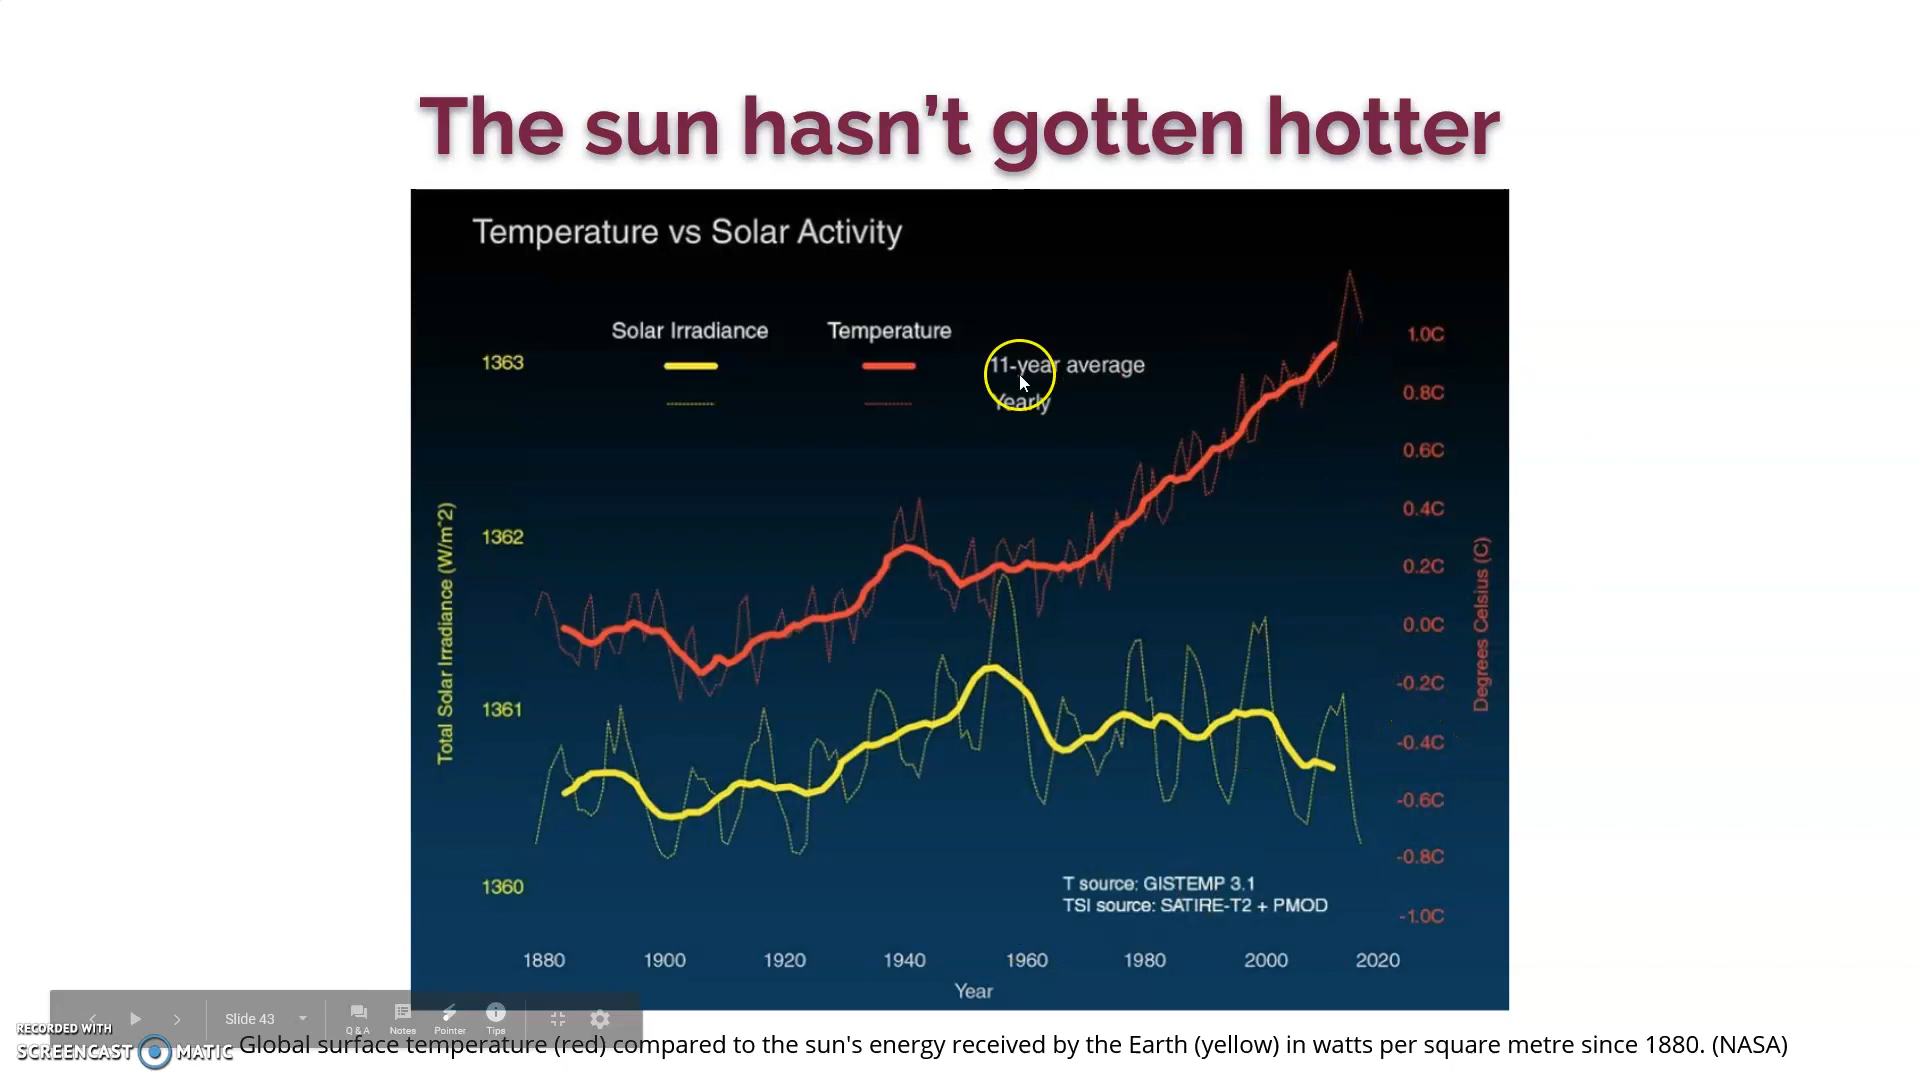 The sun hasn't gotten hotter
Temperature vs Solar Activity
Solar Irradiance Temperature
11-year average
Yearly
1363
1362
1361
1360
Total Solar Irradiance (W/m^2)
1.0C
0.8C
0.6C
0.4C
0.2C
0.0C
-0.2C
-0.4C
-0.6C
-0.8C
-1.0C
Degrees Celsius (C)
T source: GISTEMP 3.1
TSI source: SATIRE-T2 + PMOD
1880 1900 1920 1940 1960 1980 2000 2020
Year
Slide 43
Q & A Notes Pointer Tips
RECORDED WITH
SCREENCAST MATIC
Global surface temperature (red) compared to the sun's energy received by the Earth (yellow) in watts per square metre since 1880. (NASA)